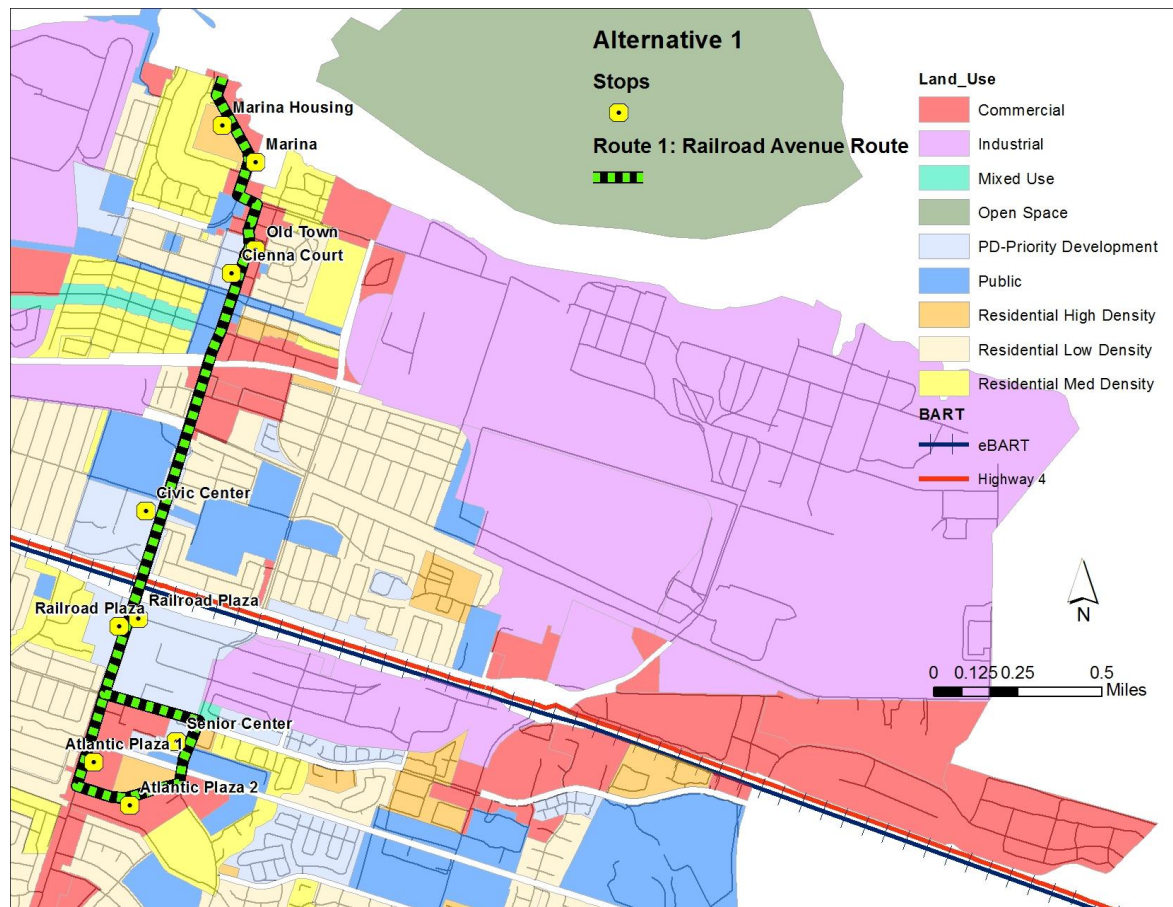 Alternative 1
Stops
Route 1: Railroad Avenue Route
Land_Use
Commercial
Industrial
Mixed Use
Open Space
PD-Priority Development
Public
Residential High Density
Residential Low Density
Residential Med Density
BART
eBART
Highway 4
N
0 0.125 0.25 0.5
Miles
Marina Housing
Marina
Old Town
Cienna Court
Civic Center
Railroad Plaza
Railroad Plaza
Senior Center
Atlantic Plaza_1
Atlantic Plaza 2